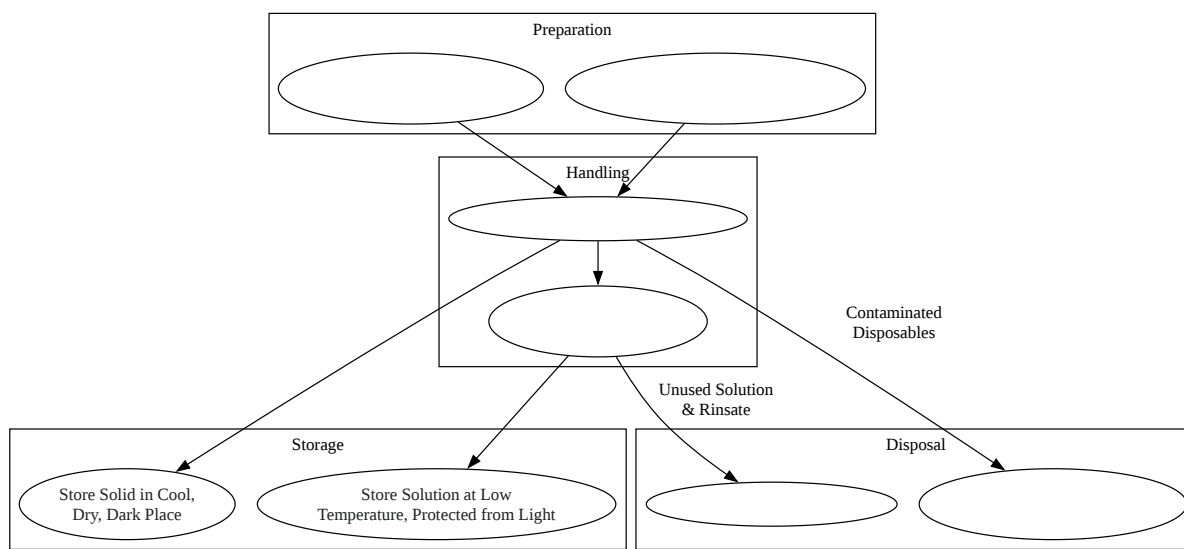 Preparation
Handling
Contaminated
Disposables
Unused Solution
& Rinsate
Storage
Disposal
Store Solid in Cool,
Dry, Dark Place
Store Solution at Low
Temperature, Protected from Light